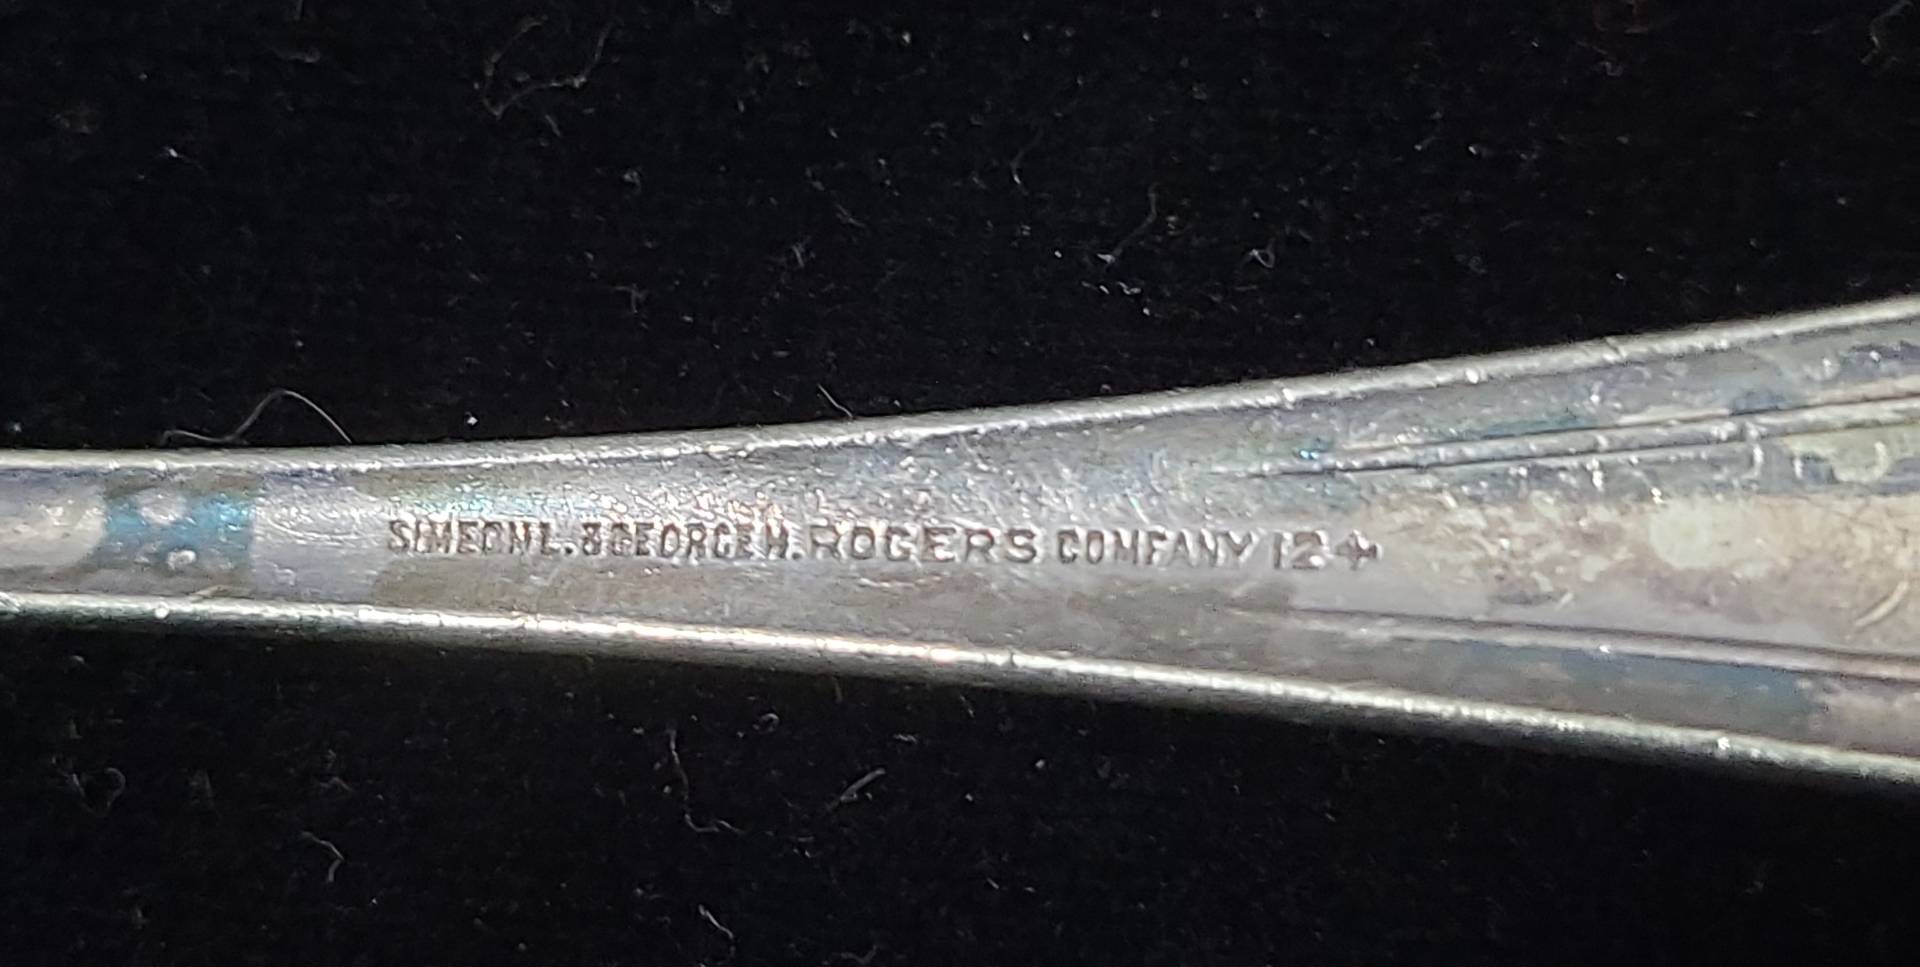 SIMEON L. & GEORGE H. ROGERS COMPANY 12+